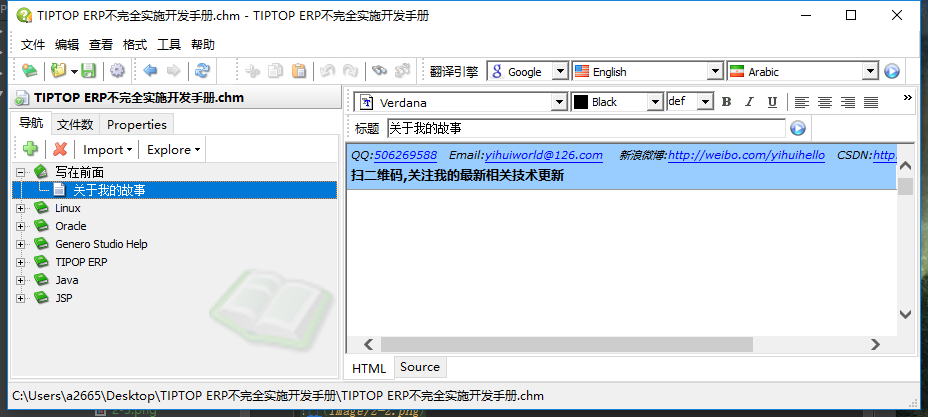 TIPTOP ERP不完全实施开发手册.chm - TIPTOP ERP不完全实施开发手册
文件 编辑 查看 格式 工具 帮助
翻译引擎 Google English Arabic
TIPTOP ERP不完全实施开发手册.chm
Verdana Black def B I U »
导航 文件数 Properties
标题 关于我的故事
Import Explore
QQ:506269588 Email:yihuiworld@126.com 新浪微博:http://weibo.com/yihuihello CSDN:http:
扫二维码,关注我的最新相关技术更新
写在前面
关于我的故事
Linux
Oracle
Genero Studio Help
TIPOP ERP
Java
JSP
HTML Source
C:\Users\a2665\Desktop\TIPTOP ERP不完全实施开发手册\TIPTOP ERP不完全实施开发手册.chm